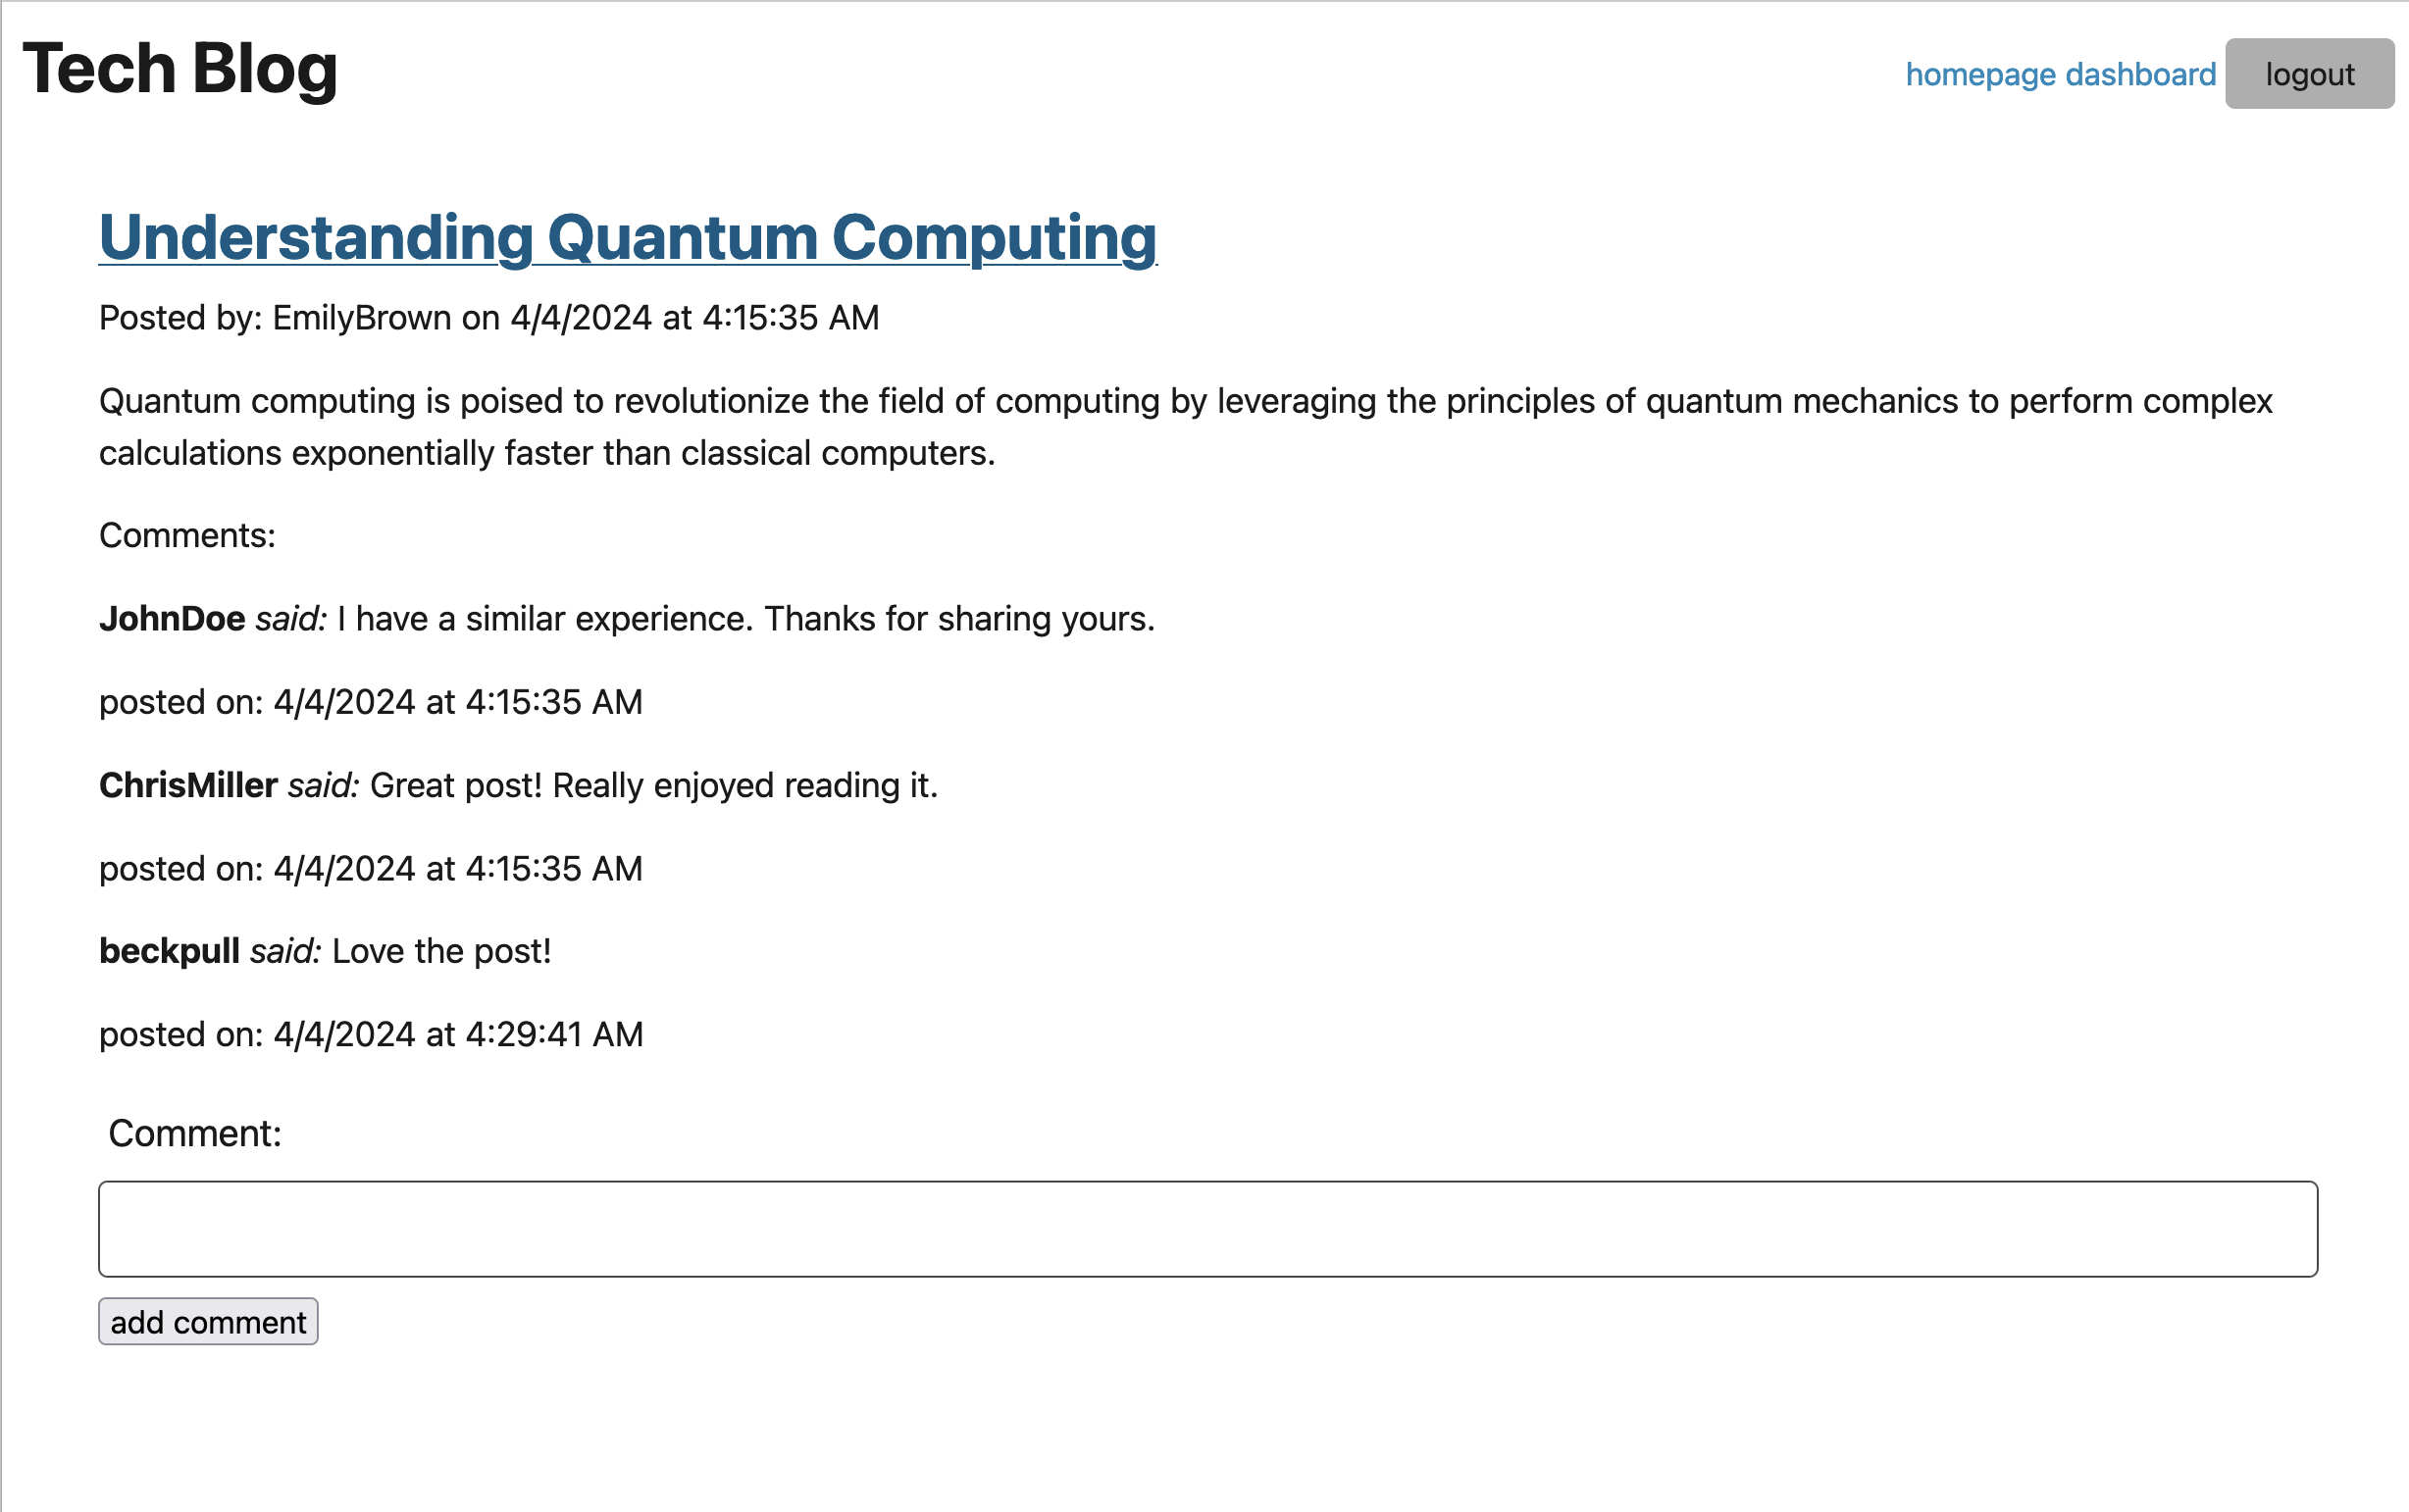 Tech Blog
homepage dashboard logout
Understanding Quantum Computing
Posted by: EmilyBrown on 4/4/2024 at 4:15:35 AM
Quantum computing is poised to revolutionize the field of computing by leveraging the principles of quantum mechanics to perform complex
calculations exponentially faster than classical computers.
Comments:
JohnDoe said: I have a similar experience. Thanks for sharing yours.
posted on: 4/4/2024 at 4:15:35 AM
ChrisMiller said: Great post! Really enjoyed reading it.
posted on: 4/4/2024 at 4:15:35 AM
beckpull said: Love the post!
posted on: 4/4/2024 at 4:29:41 AM
Comment:
add comment